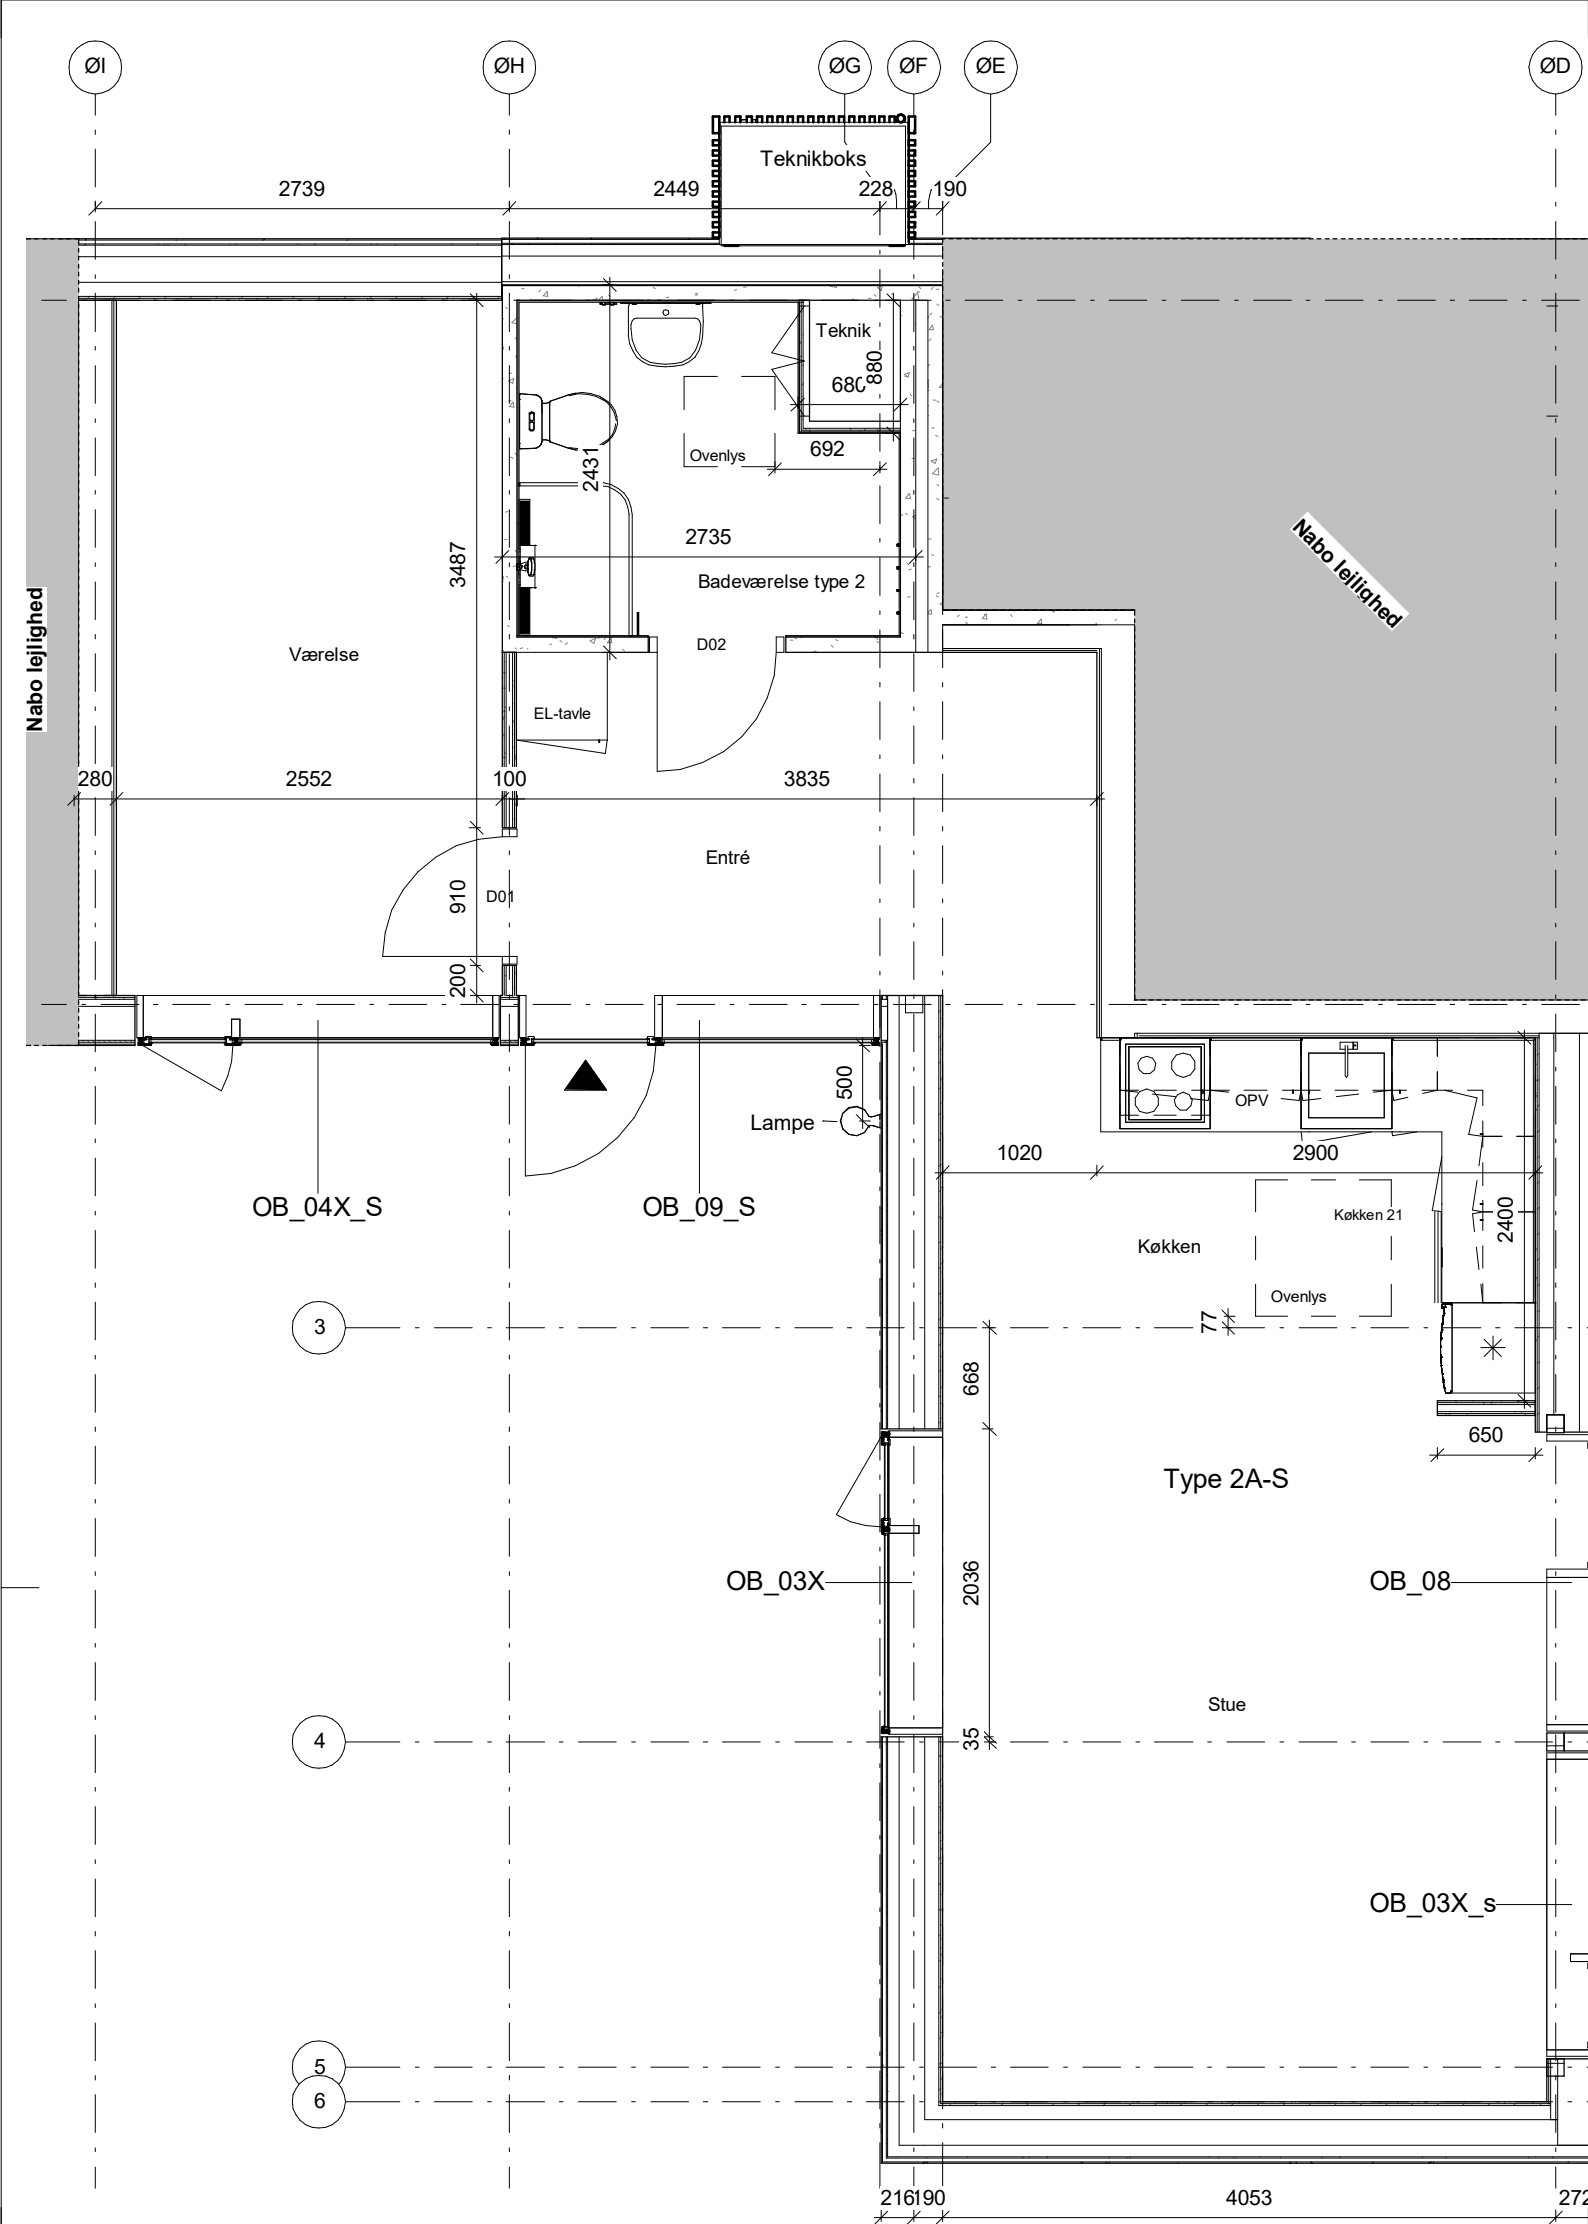 ØI
ØH
ØG
ØF
ØE
ØD
Teknikboks
2739
2449
228
190
Teknik
880
680
692
Ovenlys
2431
2735
3487
Badeværelse type 2
Nabo lejlighed
Nabo lejlighed
D02
Værelse
EL-tavle
280
2552
100
3835
Entré
910
D01
200
500
Lampe
OPV
1020
2900
OB_04X_S
OB_09_S
Køkken 21
2400
Køkken
Ovenlys
77
3
668
650
Type 2A-S
OB_03X
2036
OB_08
Stue
35
4
OB_03X_s
5
6
216
190
4053
272